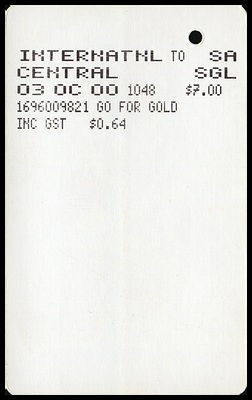 INTERNATNL TO SA
CENTRAL SGL
03 OC 00 1048 $7.00
1696009821 GO FOR GOLD
INC GST $0.64